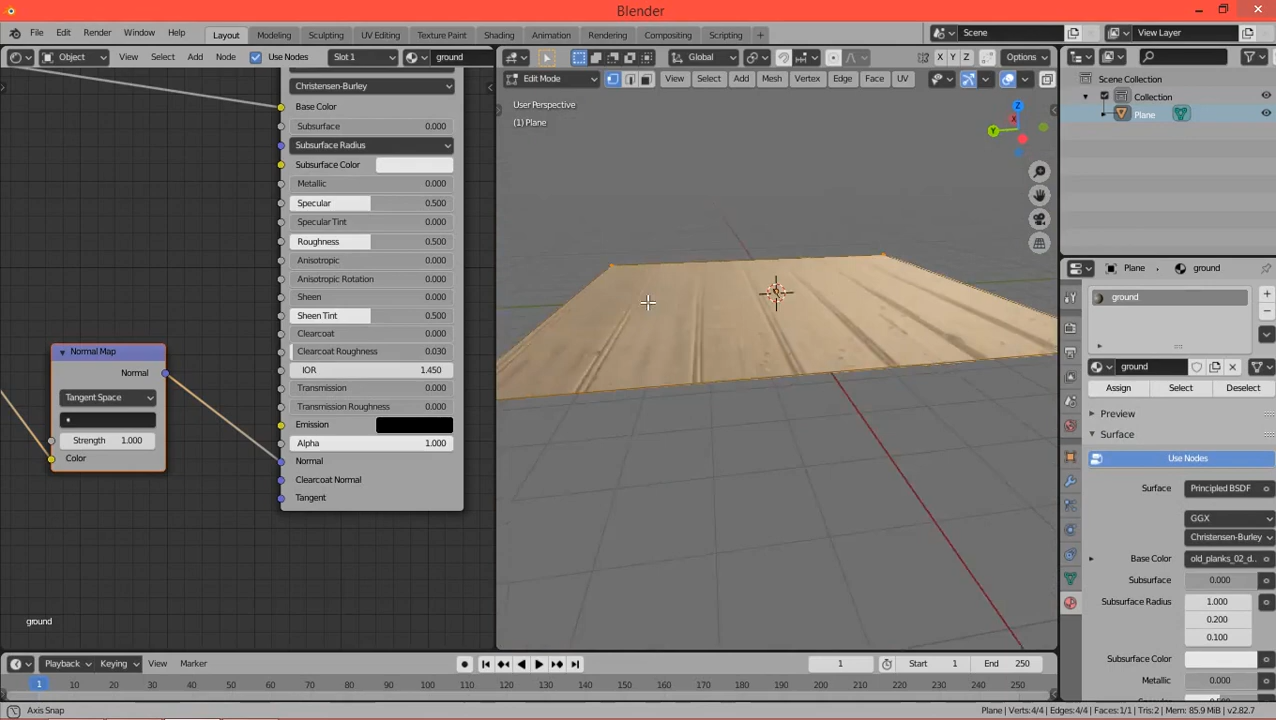 Blender
File Edit Render Window Help Layout Modeling Sculpting UV Editing Texture Paint Shading Animation Rendering Compositing Scripting Scene View Layer
Object View Select Add Node Use Nodes Slot 1 ground
Global X Y Z Options
Edit Mode View Select Add Mesh Vertex Edge Face UV
User Perspective
(1) Plane
Z
X
Y
Scene Collection
Collection
Plane
Christensen-Burley
Base Color
Subsurface 0.000
Subsurface Radius
Subsurface Color
Metallic 0.000
Specular 0.500
Specular Tint 0.000
Roughness 0.500
Anisotropic 0.000
Anisotropic Rotation 0.000
Sheen 0.000
Sheen Tint 0.500
Clearcoat 0.000
Clearcoat Roughness 0.030
IOR 1.450
Transmission 0.000
Transmission Roughness 0.000
Emission
Alpha 1.000
Normal
Clearcoat Normal
Tangent
Normal Map
Normal
Tangent Space
Strength 1.000
Color
ground
Plane ground
ground
ground
Assign Select Deselect
Preview
Surface
Use Nodes
Surface Principled BSDF
GGX
Christensen-Burley
Base Color old_planks_02_d..
Subsurface 0.000
Subsurface Radius 1.000
0.200
0.100
Subsurface Color
Metallic 0.000
Playback Keying View Marker 1 Start 1 End 250
1 10 20 30 40 50 60 70 80 90 100 110 120 130 140 150 160 170 180 190 200 210 220 230 240 250
Axis Snap
Plane | Verts:4/4 | Edges:4/4 | Faces:1/1 | Tris:2 | Mem: 85.9 MiB | v2.82.7